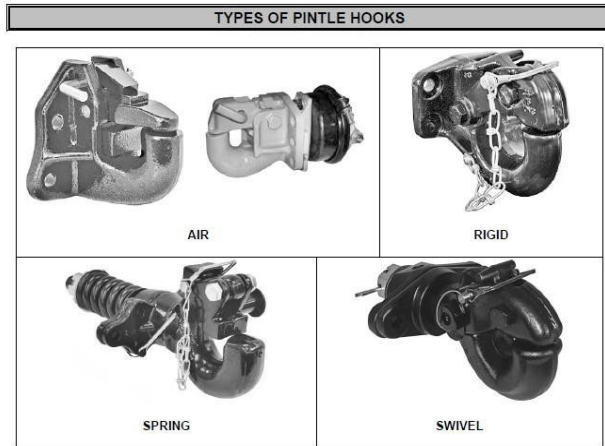 TYPES OF PINTLE HOOKS
AIR
RIGID
SPRING
SWIVEL